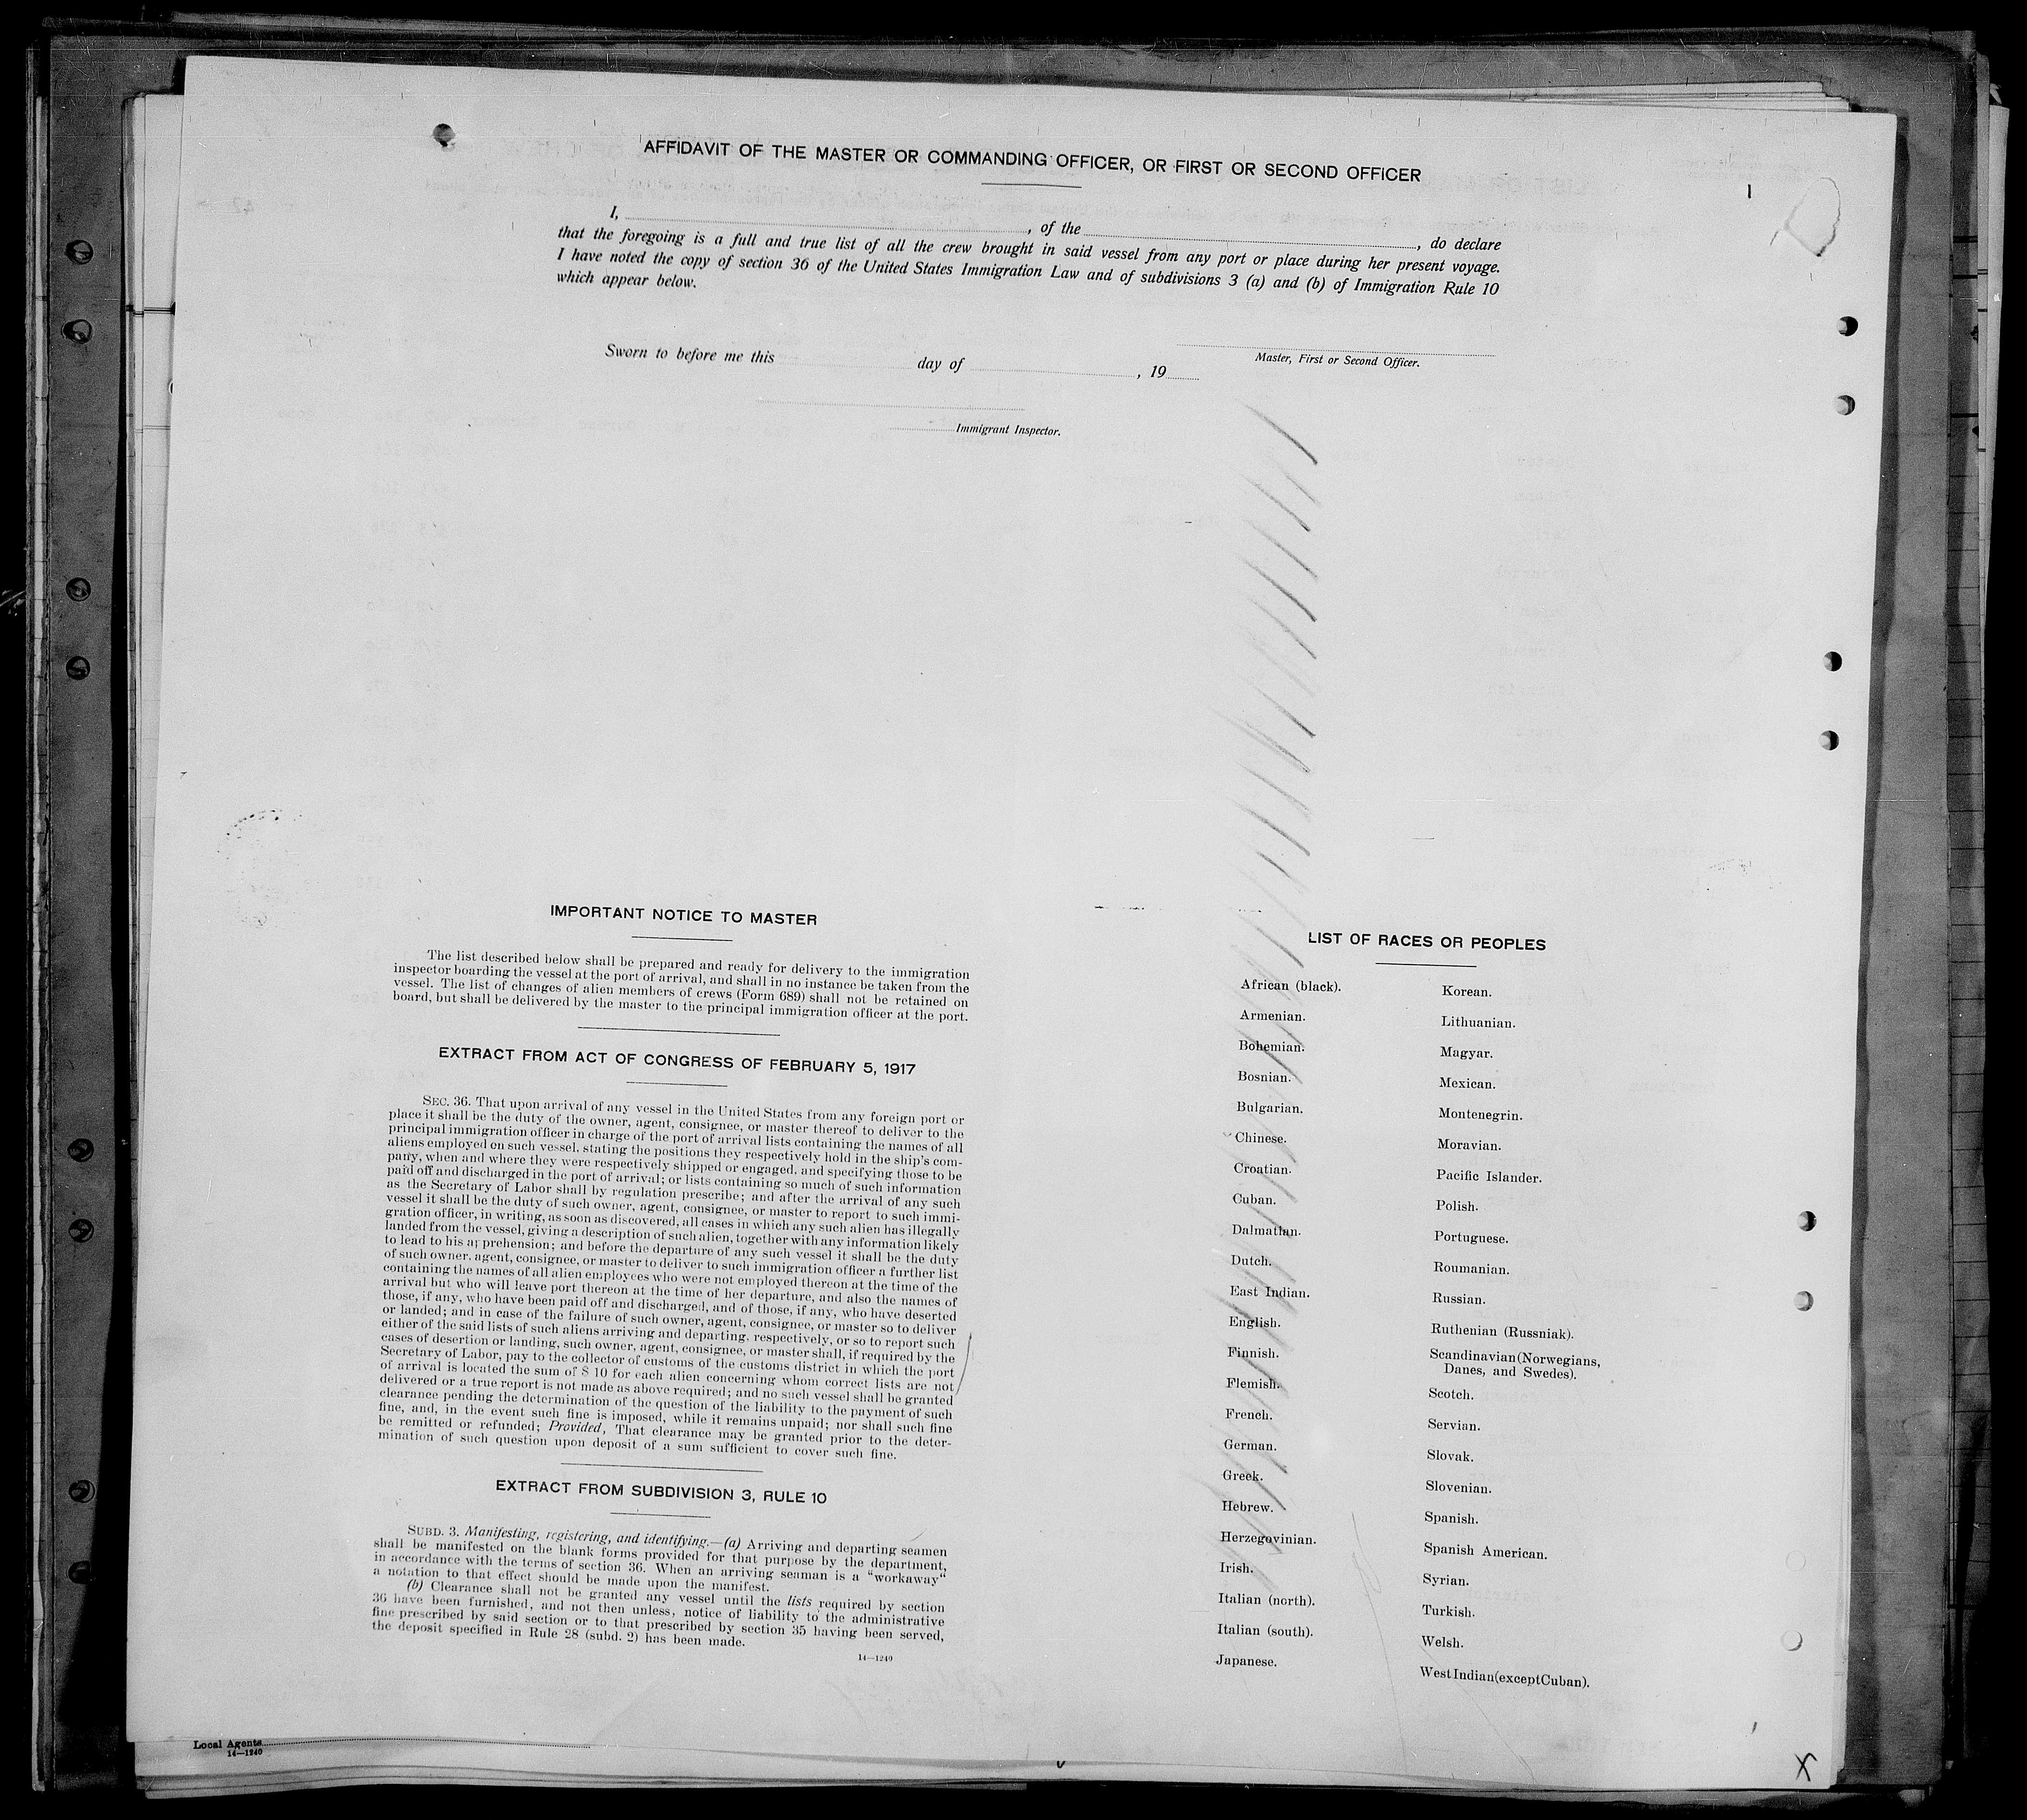 AFFIDAVIT OF THE MASTER OR COMMANDING OFFICER, OR FIRST OR SECOND OFFICER
I, , of the , do declare
that the foregoing is a full and true list of all the crew brought in said vessel from any port or place during her present voyage.
I have noted the copy of section 36 of the United States Immigration Law and of subdivisions 3 (a) and (b) of Immigration Rule 10
which appear below.
Sworn to before me this day of , 19
Master, First or Second Officer.
Immigrant Inspector.
IMPORTANT NOTICE TO MASTER
The list described below shall be prepared and ready for delivery to the immigration
inspector boarding the vessel at the port of arrival, and shall in no instance be taken from the
vessel. The list of changes of alien members of crews (Form 689) shall not be retained on
board, but shall be delivered by the master to the principal immigration officer at the port.
EXTRACT FROM ACT OF CONGRESS OF FEBRUARY 5, 1917
SEC. 36. That upon arrival of any vessel in the United States from any foreign port or
place it shall be the duty of the owner, agent, consignee, or master thereof to deliver to the
principal immigration officer in charge of the port of arrival lists containing the names of all
aliens employed on such vessel, stating the positions they respectively hold in the ship's com-
pany, when and where they were respectively shipped or engaged, and specifying those to be
paid off and discharged in the port of arrival; or lists containing so much of such information
as the Secretary of Labor shall by regulation prescribe; and after the arrival of any such
vessel it shall be the duty of such owner, agent, consignee, or master to report to such immi-
gration officer, in writing, as soon as discovered, all cases in which any such alien has illegally
landed from the vessel, giving a description of such alien, together with any information likely
to lead to his apprehension; and before the departure of any such vessel it shall be the duty
of such owner, agent, consignee, or master to deliver to such immigration officer a further list
containing the names of all alien employees who were not employed thereon at the time of the
arrival but who will leave port thereon at the time of her departure, and also the names of
those, if any, who have been paid off and discharged, and of those, if any, who have deserted
or landed; and in case of the failure of such owner, agent, consignee, or master so to deliver
either of the said lists of such aliens arriving and departing, respectively, or so to report such
cases of desertion or landing, such owner, agent, consignee, or master shall, if required by the
Secretary of Labor, pay to the collector of customs of the customs district in which the port
of arrival is located the sum of $ 10 for each alien concerning whom correct lists are not
delivered or a true report is not made as above required; and no such vessel shall be granted
clearance pending the determination of the question of the liability to the payment of such
fine, and, in the event such fine is imposed, while it remains unpaid; nor shall such fine
be remitted or refunded; Provided, That clearance may be granted prior to the deter-
mination of such question upon deposit of a sum sufficient to cover such fine.
EXTRACT FROM SUBDIVISION 3, RULE 10
SUBD. 3. Manifesting, registering, and identifying.—(a) Arriving and departing seamen
shall be manifested on the blank forms provided for that purpose by the department,
in accordance with the terms of section 36. When an arriving seaman is a "workaway"
a notation to that effect should be made upon the manifest.
(b) Clearance shall not be granted any vessel until the lists required by section
36 have been furnished, and not then unless, notice of liability to the administrative
fine prescribed by said section or to that prescribed by section 35 having been served,
the deposit specified in Rule 28 (subd. 2) has been made.
14—1240
LIST OF RACES OR PEOPLES
African (black).
Armenian.
Bohemian.
Bosnian.
Bulgarian.
Chinese.
Croatian.
Cuban.
Dalmatian.
Dutch.
East Indian.
English.
Finnish.
Flemish.
French.
German.
Greek.
Hebrew.
Herzegovinian.
Irish.
Italian (north).
Italian (south).
Japanese.
Korean.
Lithuanian.
Magyar.
Mexican.
Montenegrin.
Moravian.
Pacific Islander.
Polish.
Portuguese.
Roumanian.
Russian.
Ruthenian (Russniak).
Scandinavian (Norwegians,
Danes, and Swedes).
Scotch.
Servian.
Slovak.
Slovenian.
Spanish.
Spanish American.
Syrian.
Turkish.
Welsh.
West Indian (except Cuban).
Local Agents
14—1240
X